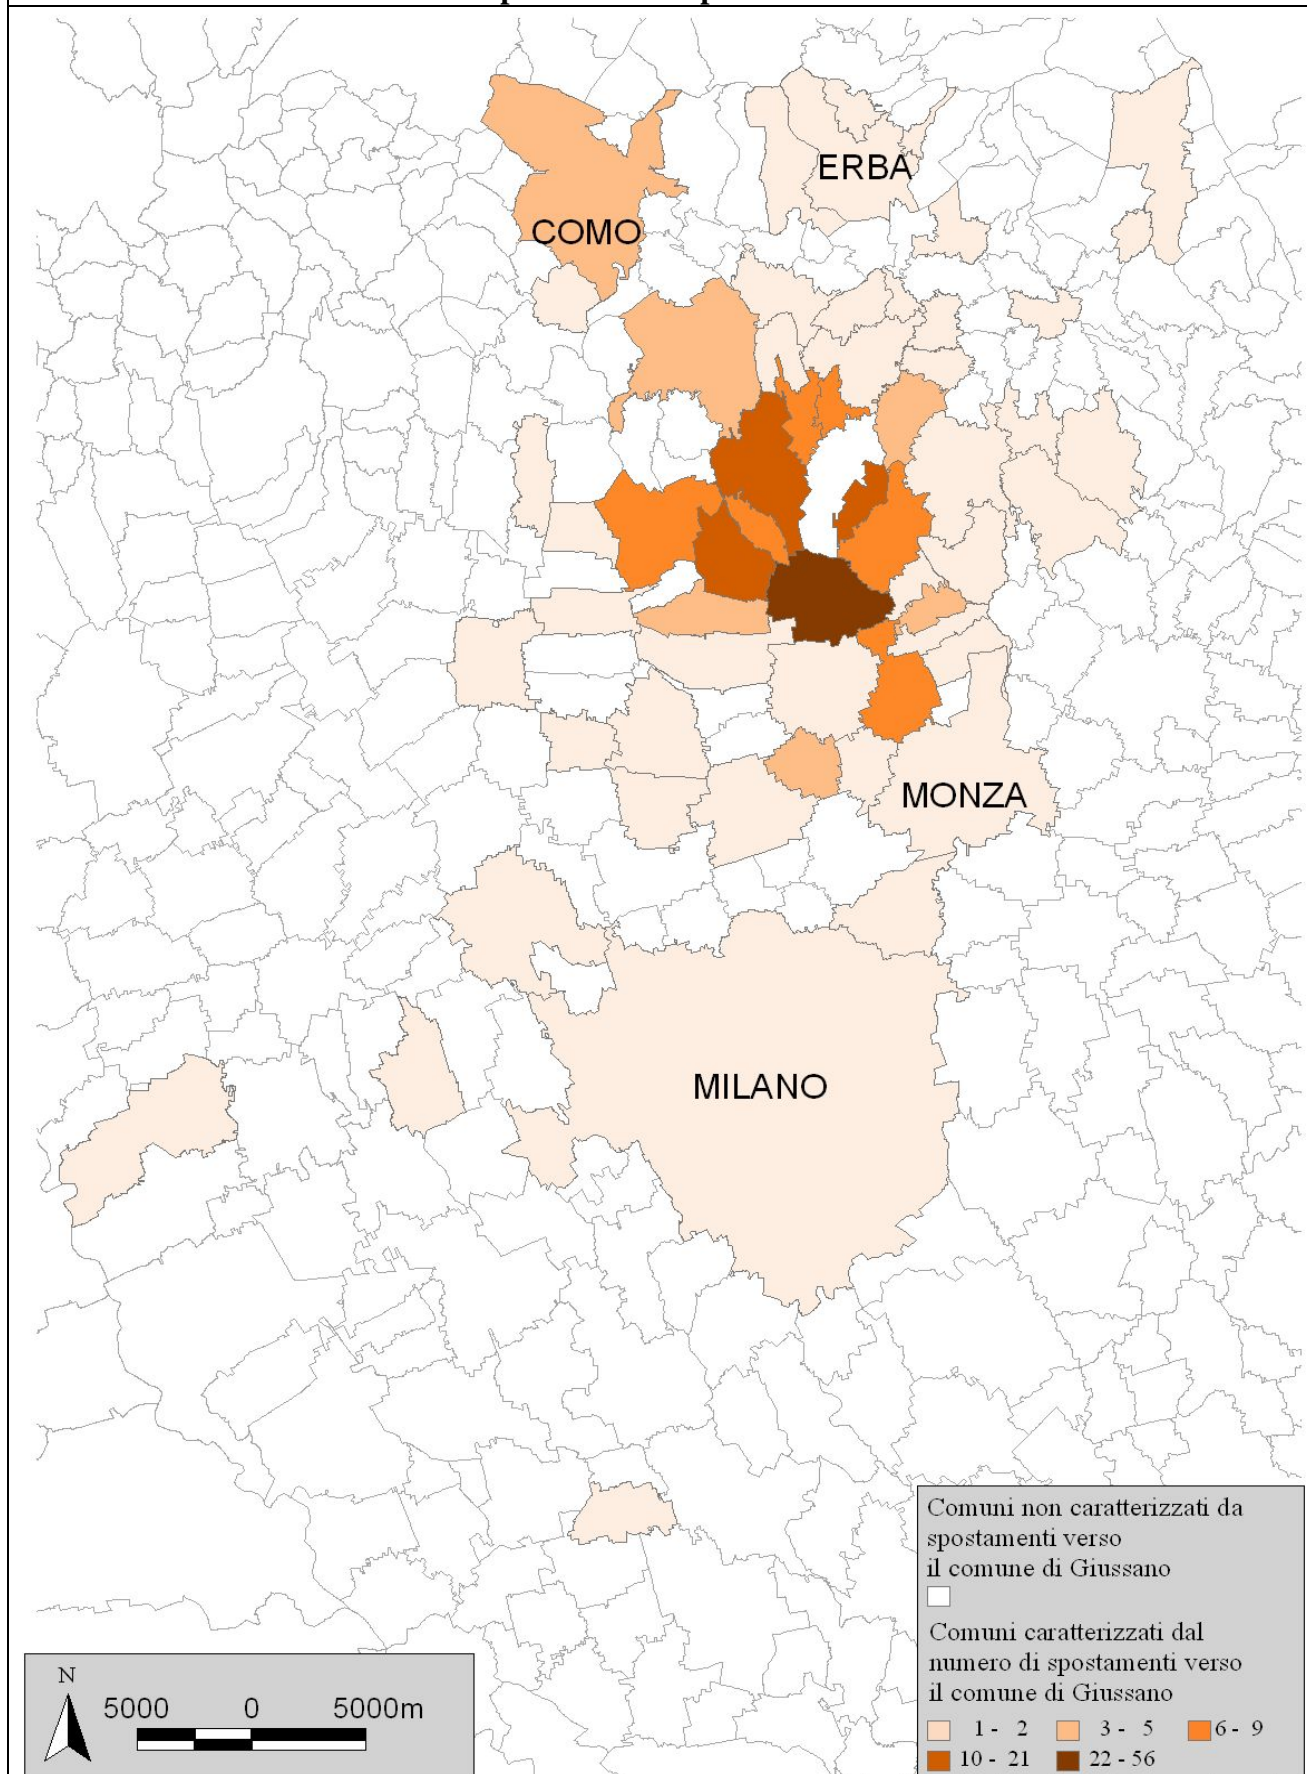 ERBA
COMO
MONZA
MILANO
Comuni non caratterizzati da
spostamenti verso
il comune di Giussano
Comuni caratterizzati dal
numero di spostamenti verso
il comune di Giussano
1 - 2 3 - 5 6 - 9
10 - 21 22 - 56
N
5000 0 5000m